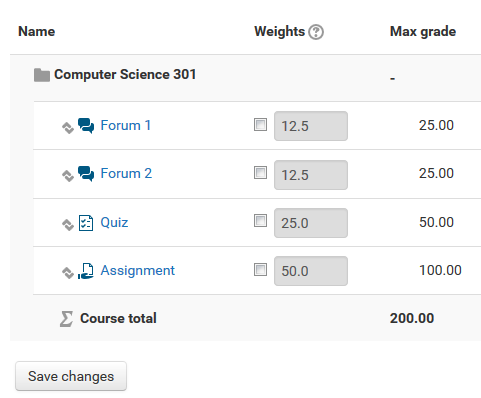 Name Weights ? Max grade
Computer Science 301 -
Forum 1 12.5 25.00
Forum 2 12.5 25.00
Quiz 25.0 50.00
Assignment 50.0 100.00
Σ Course total 200.00
Save changes